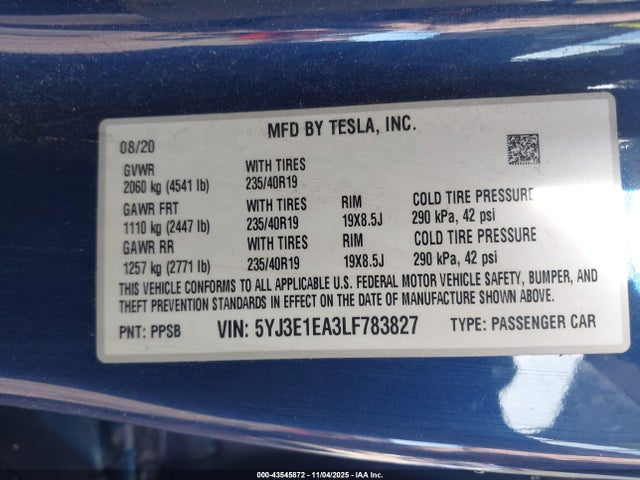 MFD BY TESLA, INC.
08/20
GVWR WITH TIRES
2060 kg (4541 lb) 235/40R19
GAWR FRT WITH TIRES RIM COLD TIRE PRESSURE
1110 kg (2447 lb) 235/40R19 19X8.5J 290 kPa, 42 psi
GAWR RR WITH TIRES RIM COLD TIRE PRESSURE
1257 kg (2771 lb) 235/40R19 19X8.5J 290 kPa, 42 psi
THIS VEHICLE CONFORMS TO ALL APPLICABLE U.S. FEDERAL MOTOR VEHICLE SAFETY, BUMPER, AND
THEFT PREVENTION STANDARDS IN EFFECT ON THE DATE OF MANUFACTURE SHOWN ABOVE.
PNT: PPSB VIN: 5YJ3E1EA3LF783827 TYPE: PASSENGER CAR
000-43545872 - 11/04/2025 - IAA Inc.